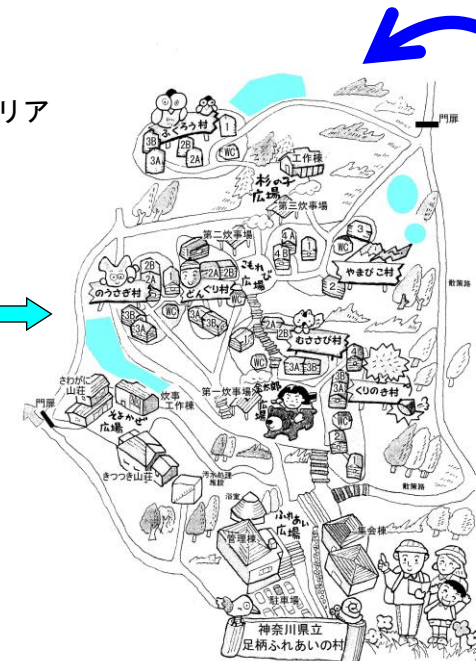 リア
門扉
ふくろう村
1
3B
2B
3A
2A
WC
工作棟
杉の子
広場
第三炊事場
第二炊事場
4A
3
1
4B
WC
2
やまびこ村
こもれび
広場
2B
2A
1
2A
2B
のうさぎ村
どんぐり村
WC
WC
3B
3A
3A
3B
1
2B
2A
むささび村
WC
3A
3B
4
3B
3A
くりのき村
WC
2
散策路
さわがに
山荘
門扉
炊事
工作棟
そよかぜ
広場
第一炊事場
金太郎
きつつき山荘
汚水処理
施設
浴室
ふれあい
広場
散策路
管理棟
集会棟
駐車場
神奈川県立
足柄ふれあいの村